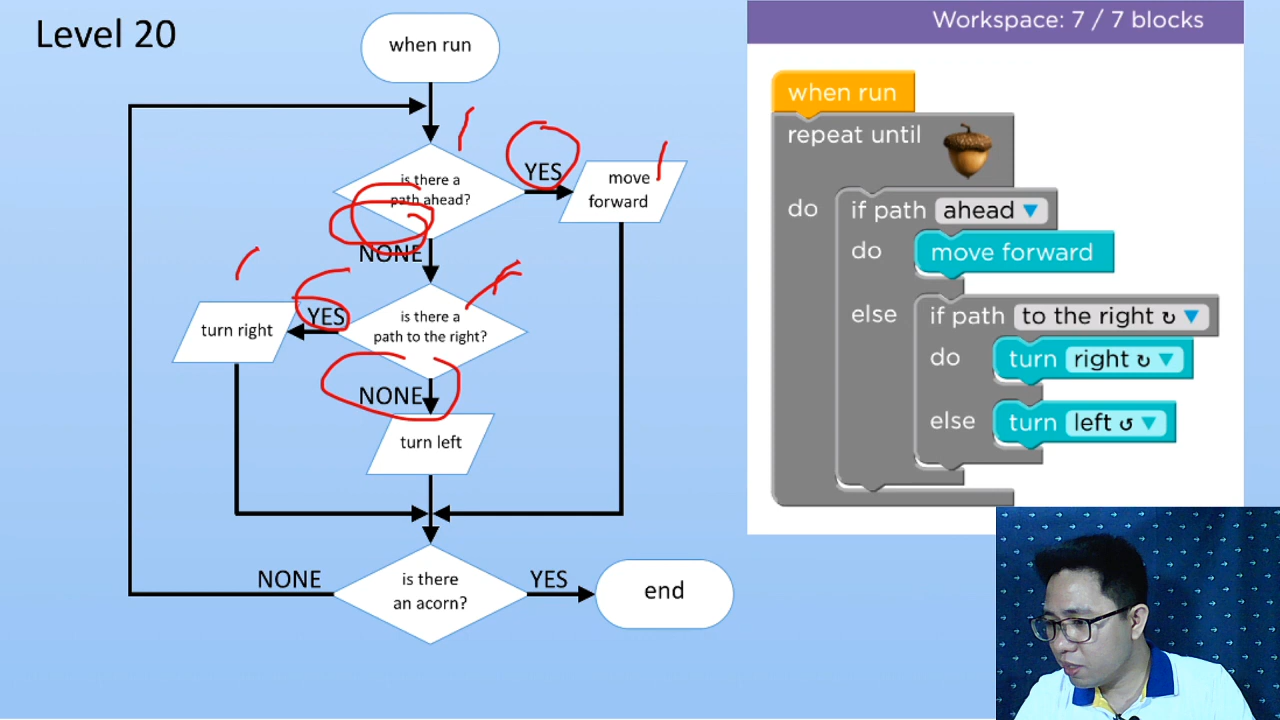 Level 20
when run
is there a
path ahead?
YES
move
forward
NONE
is there a
path to the right?
YES
turn right
NONE
turn left
is there
an acorn?
NONE
YES
end
Workspace: 7 / 7 blocks
when run
repeat until
do
if path ahead ▼
do
move forward
else
if path to the right ↻ ▼
do
turn right ↻ ▼
else
turn left ↺ ▼